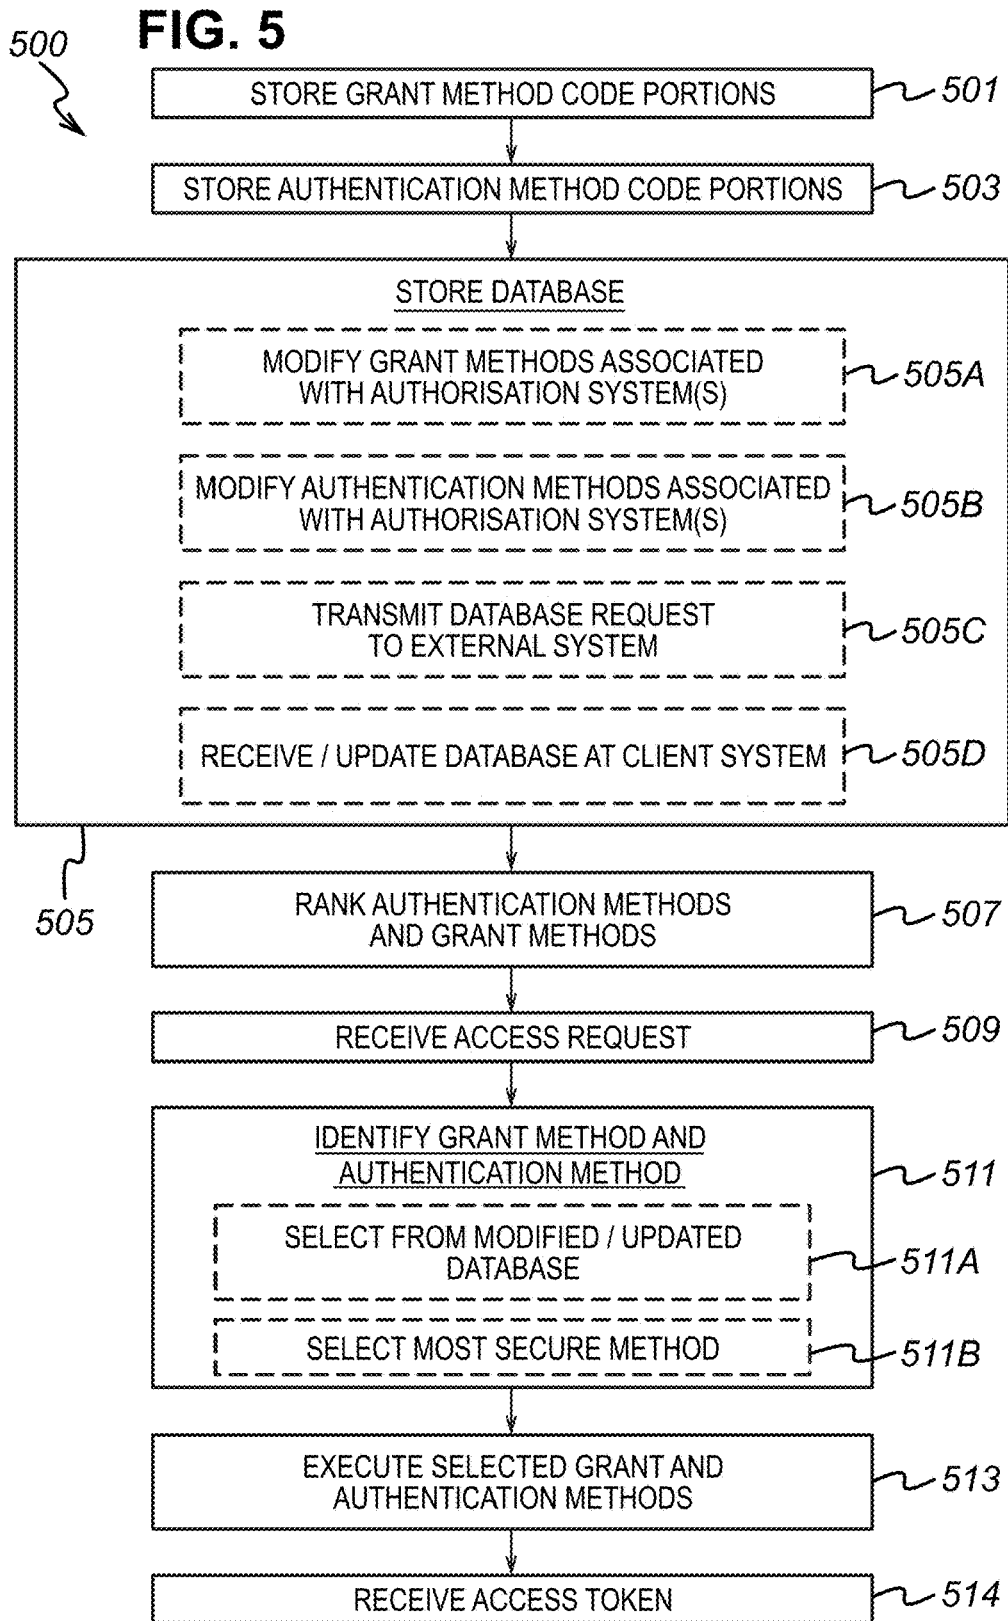 FIG. 5
500
STORE GRANT METHOD CODE PORTIONS
501
STORE AUTHENTICATION METHOD CODE PORTIONS
503
STORE DATABASE
MODIFY GRANT METHODS ASSOCIATED
WITH AUTHORISATION SYSTEM(S)
505A
MODIFY AUTHENTICATION METHODS ASSOCIATED
WITH AUTHORISATION SYSTEM(S)
505B
TRANSMIT DATABASE REQUEST
TO EXTERNAL SYSTEM
505C
RECEIVE / UPDATE DATABASE AT CLIENT SYSTEM
505D
505
RANK AUTHENTICATION METHODS
AND GRANT METHODS
507
RECEIVE ACCESS REQUEST
509
IDENTIFY GRANT METHOD AND
AUTHENTICATION METHOD
511
SELECT FROM MODIFIED / UPDATED
DATABASE
511A
SELECT MOST SECURE METHOD
511B
EXECUTE SELECTED GRANT AND
AUTHENTICATION METHODS
513
RECEIVE ACCESS TOKEN
514